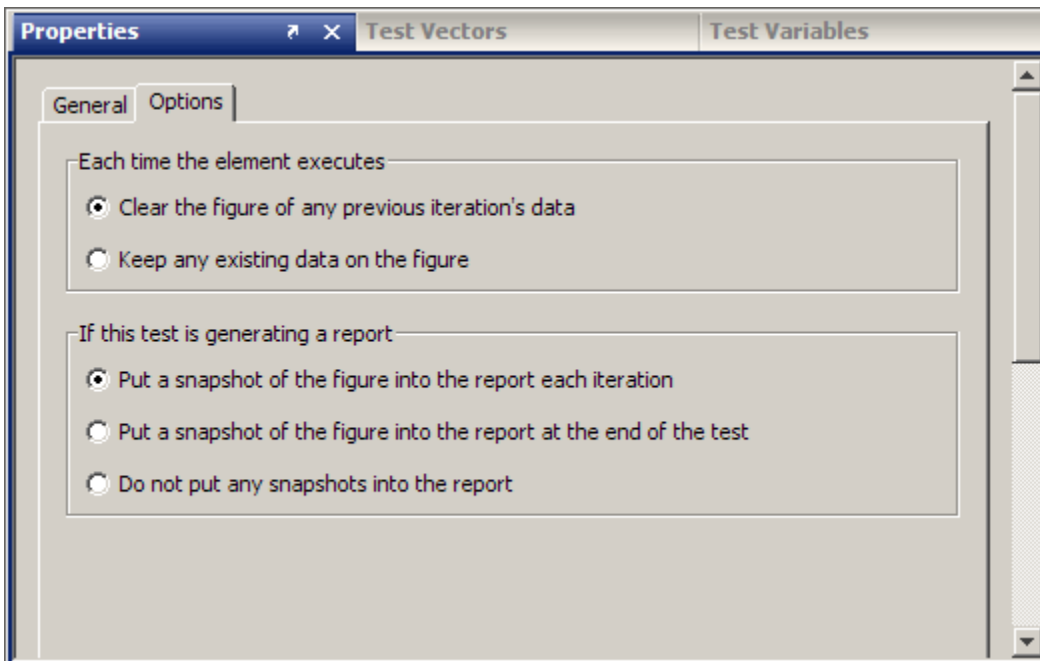 Properties Test Vectors Test Variables
General Options
Each time the element executes
Clear the figure of any previous iteration's data
Keep any existing data on the figure
If this test is generating a report
Put a snapshot of the figure into the report each iteration
Put a snapshot of the figure into the report at the end of the test
Do not put any snapshots into the report